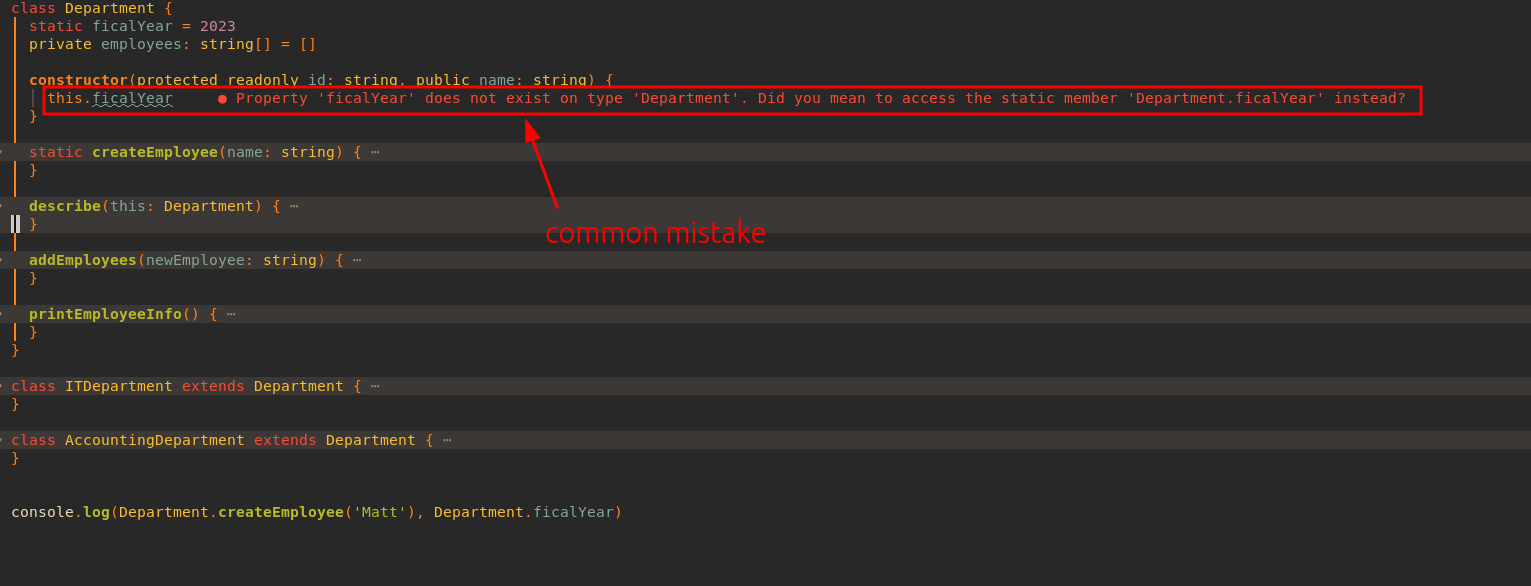 class Department {
static ficalYear = 2023
private employees: string[] = []
constructor(protected readonly id: string, public name: string) {
this.ficalYear ● Property 'ficalYear' does not exist on type 'Department'. Did you mean to access the static member 'Department.ficalYear' instead?
}
common mistake
static createEmployee(name: string) { ⋯
}
describe(this: Department) { ⋯
}
addEmployees(newEmployee: string) { ⋯
}
printEmployeeInfo() { ⋯
}
}
class ITDepartment extends Department { ⋯
}
class AccountingDepartment extends Department { ⋯
}
console.log(Department.createEmployee('Matt'), Department.ficalYear)